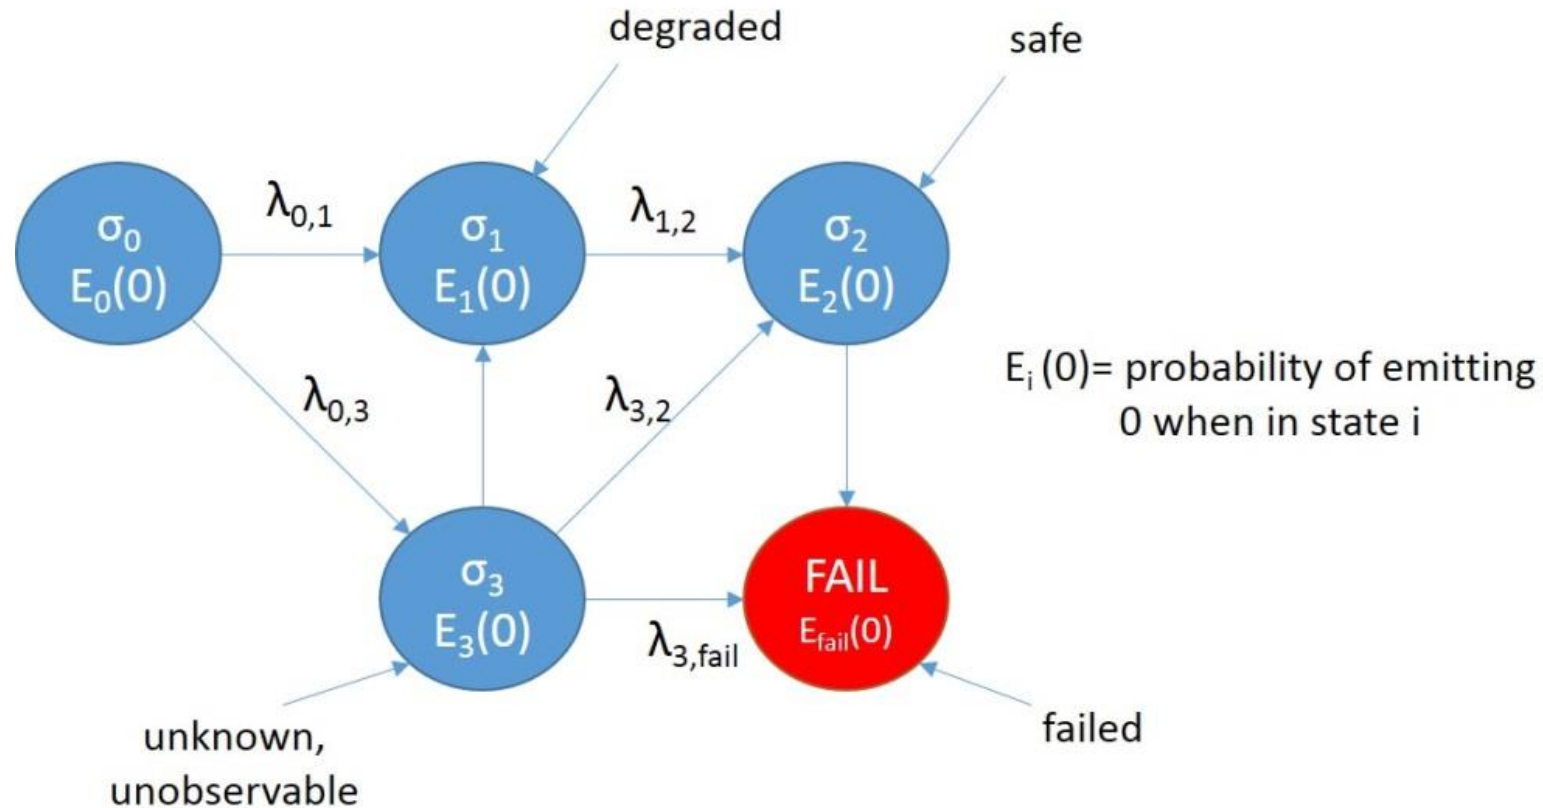 degraded
safe
λ0,1
λ1,2
σ0
E0(0)
σ1
E1(0)
σ2
E2(0)
Ei (0)= probability of emitting
0 when in state i
λ0,3
λ3,2
σ3
E3(0)
FAIL
Efail(0)
λ3,fail
unknown,
unobservable
failed